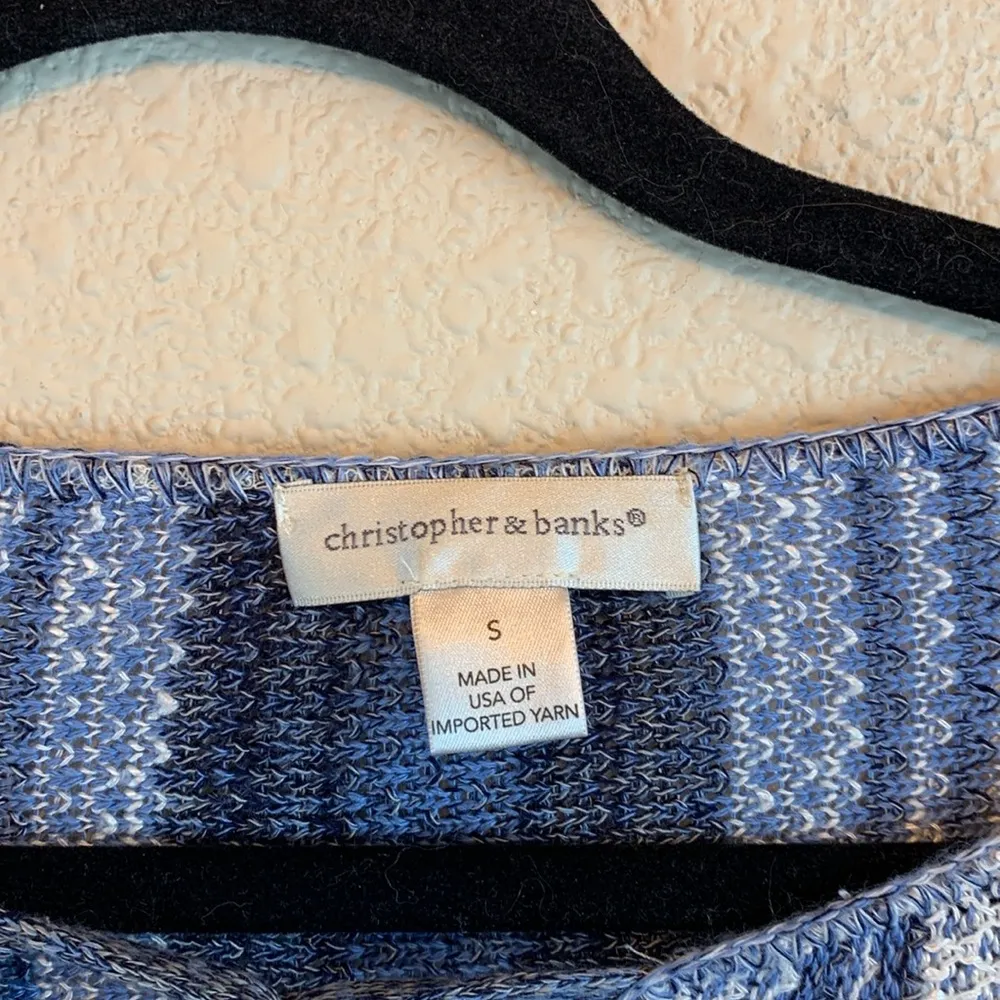 christopher & banks®
S
MADE IN
USA OF
IMPORTED YARN